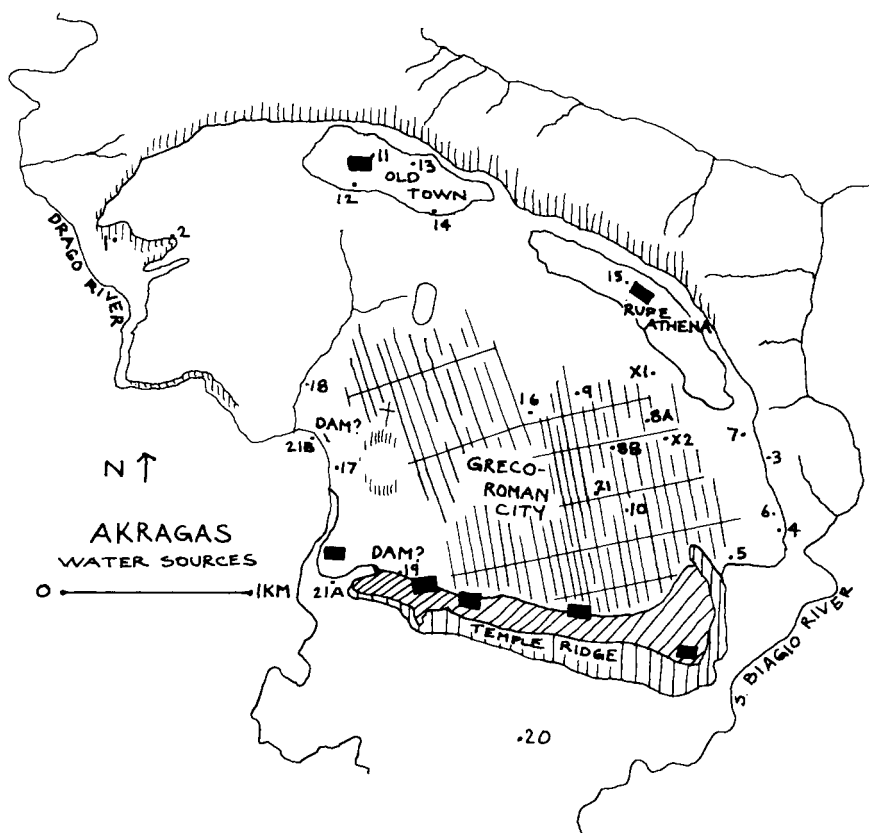 11
13
OLD
TOWN
12
14
1
2
DRAGO RIVER
15
RUPE
ATHENA
X1
18
16
9
8A
DAM?
21B
8B
X2
7
3
17
N ↑
GRECO-
ROMAN
CITY
21
10
6
4
AKRAGAS
WATER SOURCES
DAM?
19
5
0
1KM
21A
TEMPLE RIDGE
S. BIAGIO RIVER
20